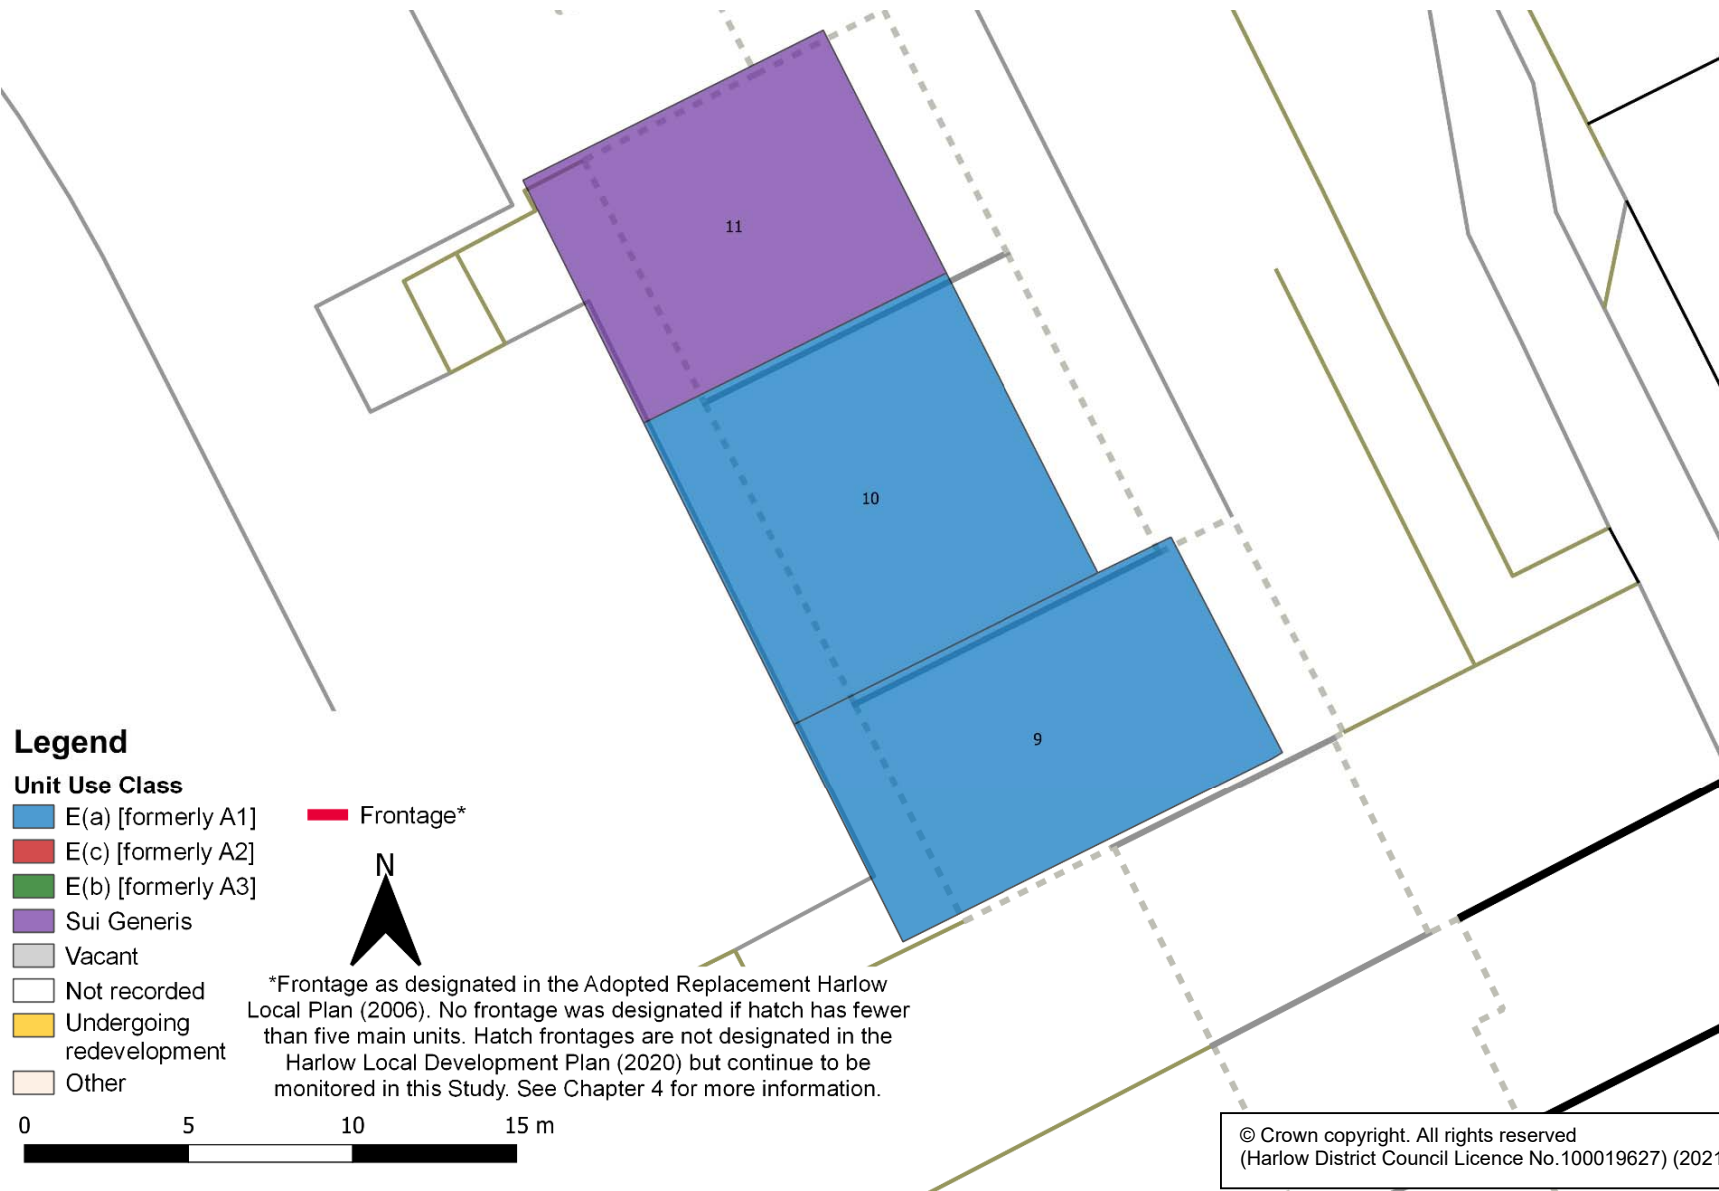 11
10
9
Legend
Unit Use Class
E(a) [formerly A1]
E(c) [formerly A2]
E(b) [formerly A3]
Sui Generis
Vacant
Not recorded
Undergoing
redevelopment
Other
Frontage*
N
*Frontage as designated in the Adopted Replacement Harlow
Local Plan (2006). No frontage was designated if hatch has fewer
than five main units. Hatch frontages are not designated in the
Harlow Local Development Plan (2020) but continue to be
monitored in this Study. See Chapter 4 for more information.
0 5 10 15 m
© Crown copyright. All rights reserved
(Harlow District Council Licence No.100019627) (2021